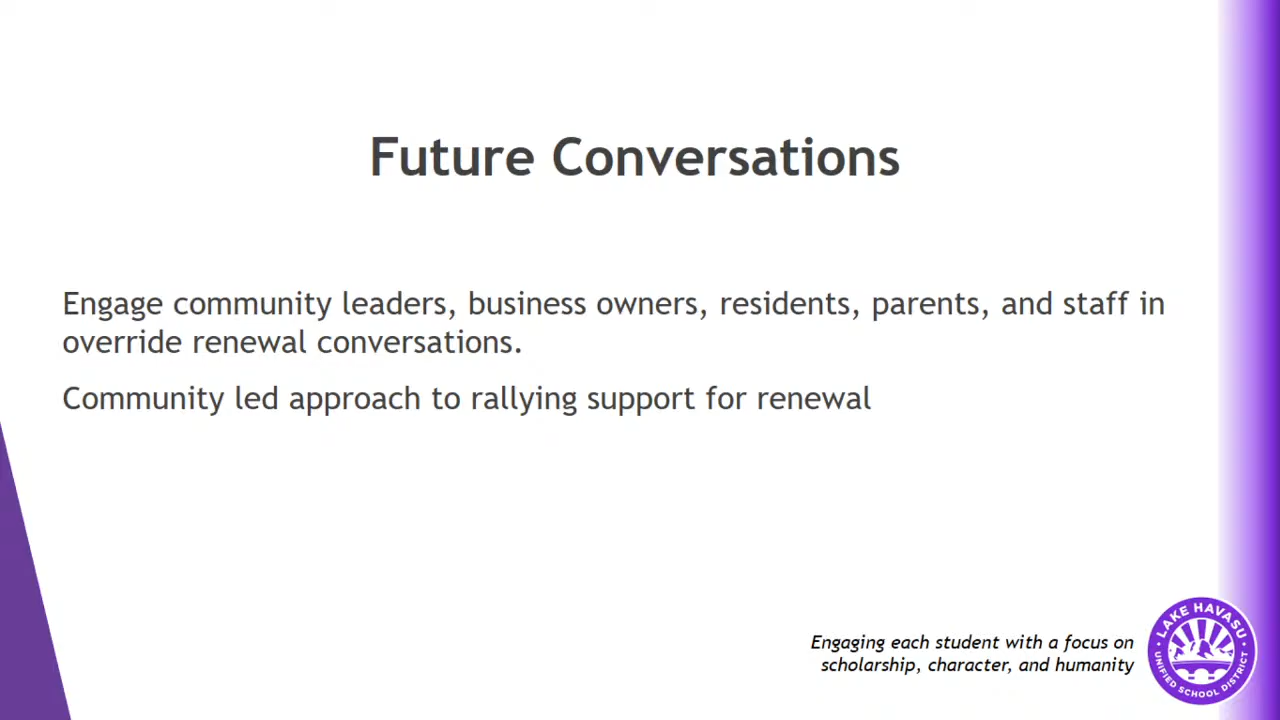 Future Conversations
Engage community leaders, business owners, residents, parents, and staff in
override renewal conversations.
Community led approach to rallying support for renewal
Engaging each student with a focus on
scholarship, character, and humanity
LAKE HAVASU
UNIFIED SCHOOL DISTRICT